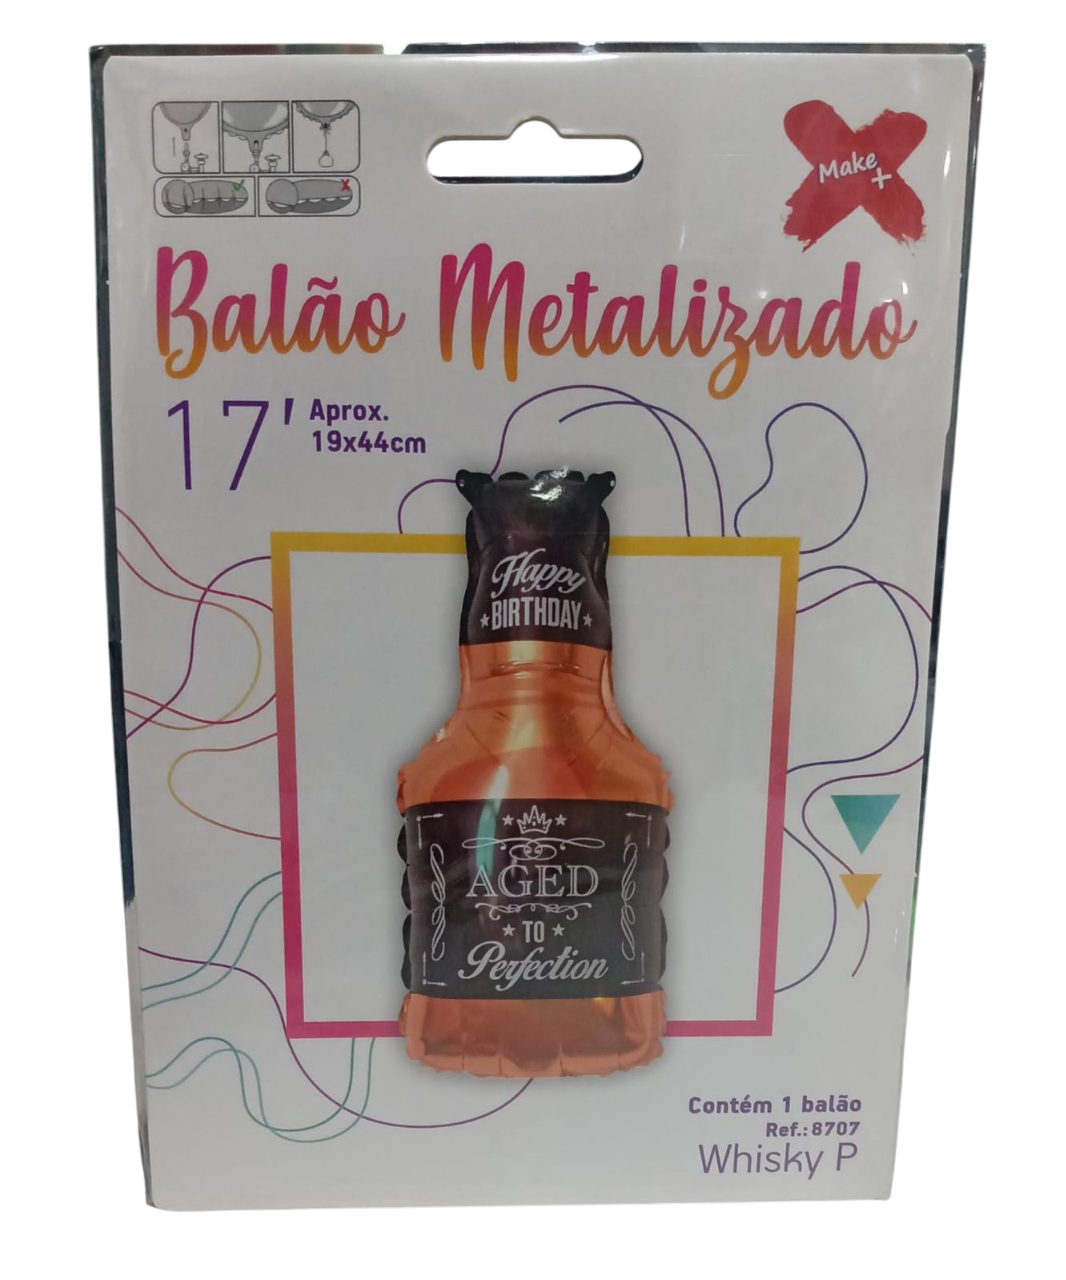 Make
+
Balão Metalizado
17'
Aprox.
19x44cm
Happy
BIRTHDAY
AGED
TO
Perfection
Contém 1 balão
Ref.:8707
Whisky P